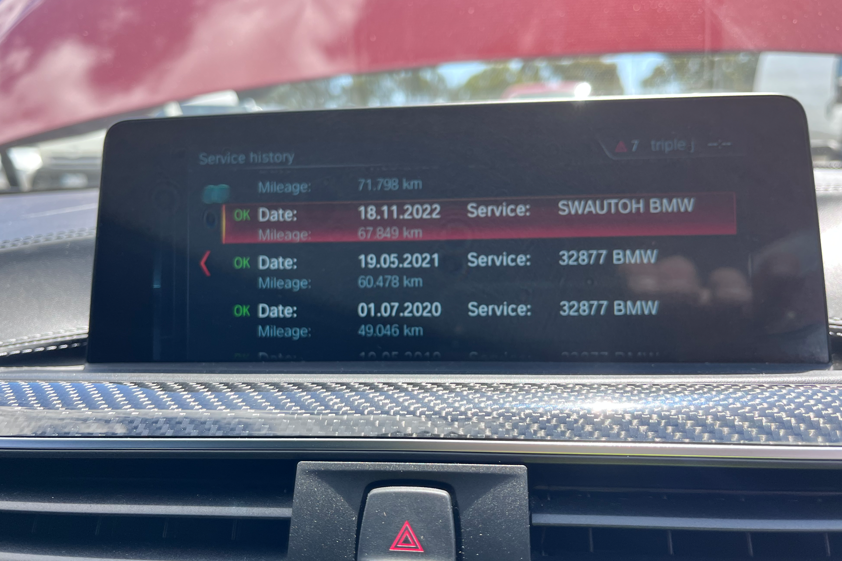 Service history
7 triple j --:--
Mileage: 71.798 km
OK Date: 18.11.2022 Service: SWAUTOH BMW
Mileage: 67.849 km
OK Date: 19.05.2021 Service: 32877 BMW
Mileage: 60.478 km
OK Date: 01.07.2020 Service: 32877 BMW
Mileage: 49.046 km